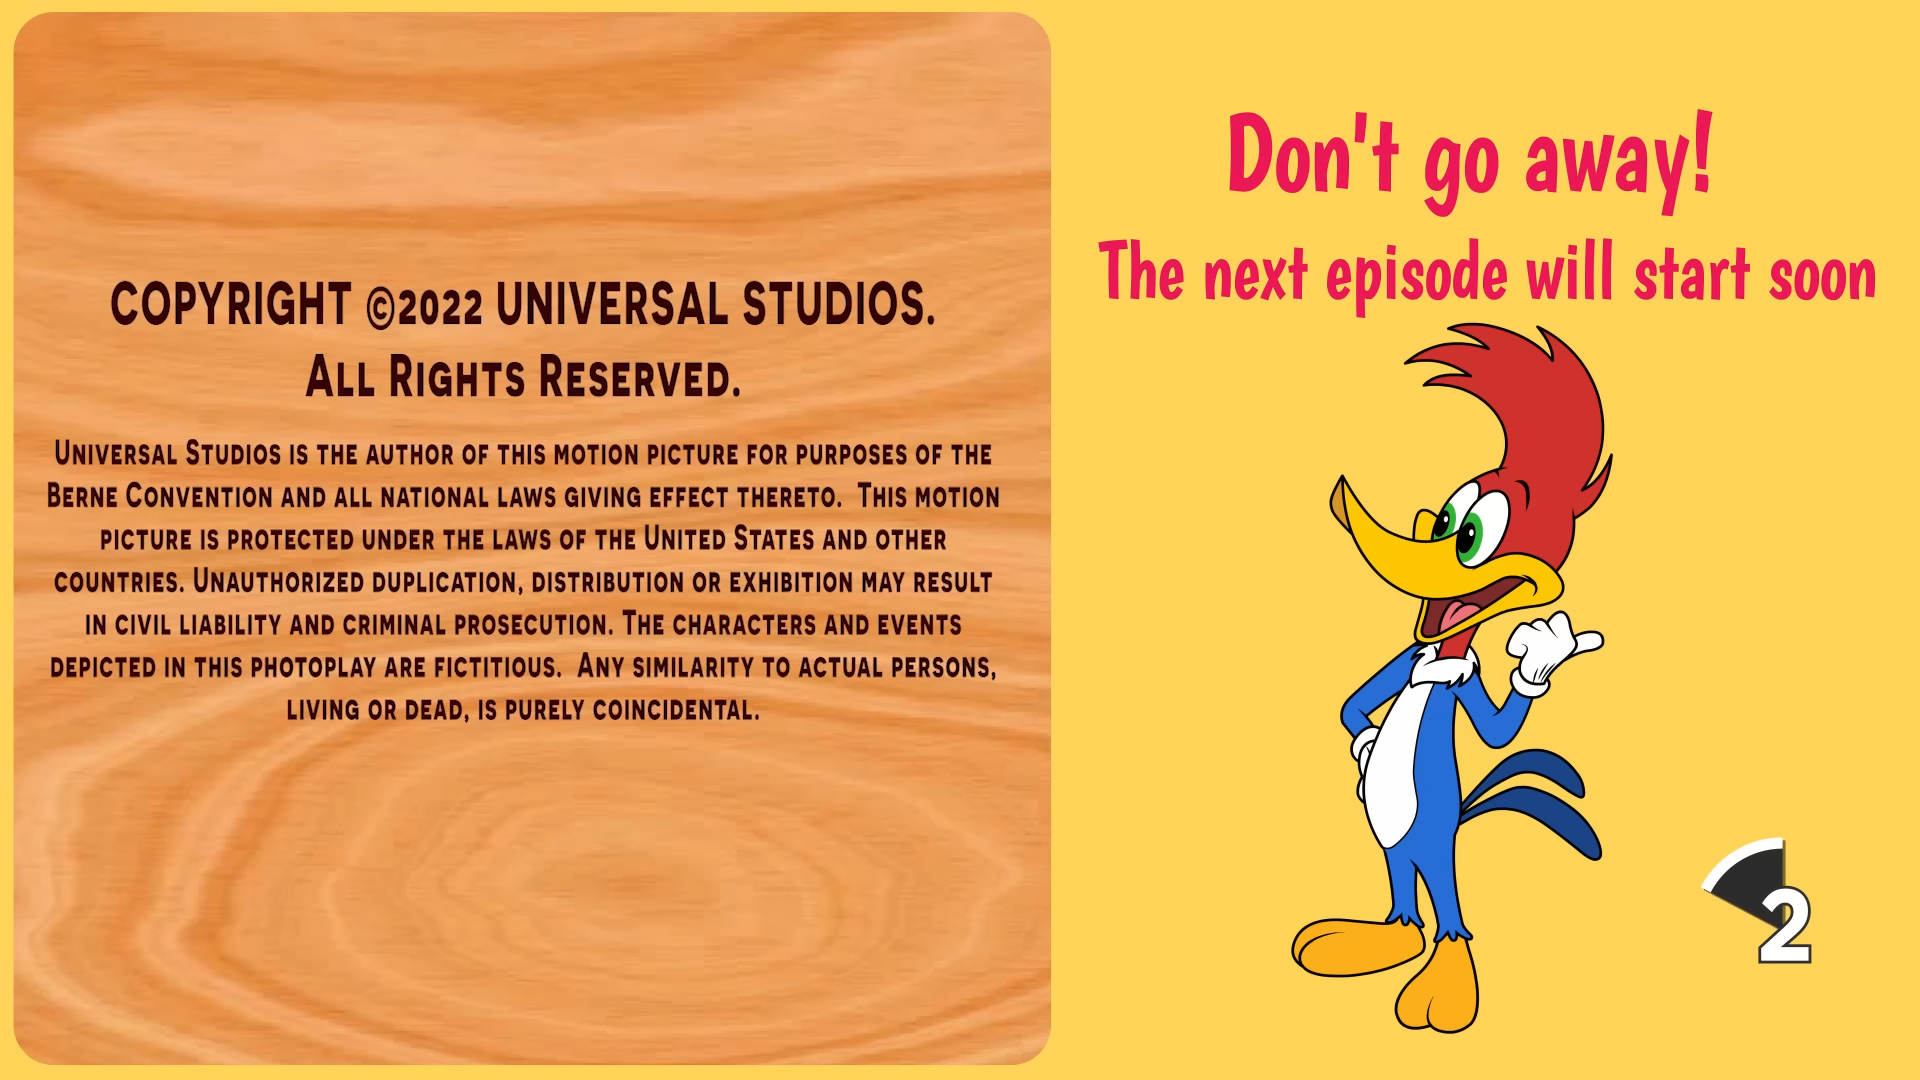 COPYRIGHT ©2022 UNIVERSAL STUDIOS.
ALL RIGHTS RESERVED.
UNIVERSAL STUDIOS IS THE AUTHOR OF THIS MOTION PICTURE FOR PURPOSES OF THE
BERNE CONVENTION AND ALL NATIONAL LAWS GIVING EFFECT THERETO. THIS MOTION
PICTURE IS PROTECTED UNDER THE LAWS OF THE UNITED STATES AND OTHER
COUNTRIES. UNAUTHORIZED DUPLICATION, DISTRIBUTION OR EXHIBITION MAY RESULT
IN CIVIL LIABILITY AND CRIMINAL PROSECUTION. THE CHARACTERS AND EVENTS
DEPICTED IN THIS PHOTOPLAY ARE FICTITIOUS. ANY SIMILARITY TO ACTUAL PERSONS,
LIVING OR DEAD, IS PURELY COINCIDENTAL.
Don't go away!
The next episode will start soon
2